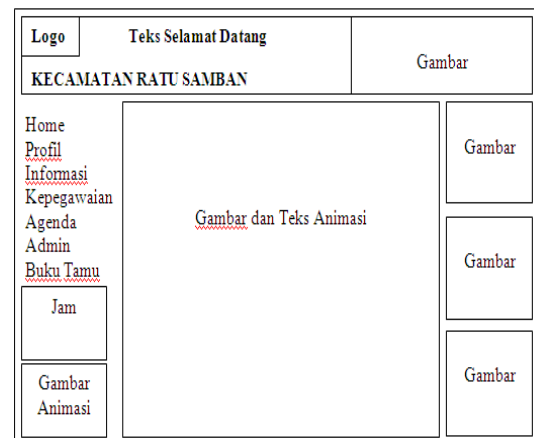 Logo
Teks Selamat Datang
KECAMATAN RATU SAMBAN
Gambar
Home
Profil
Informasi
Kepegawaian
Agenda
Admin
Buku Tamu
Jam
Gambar
Animasi
Gambar dan Teks Animasi
Gambar
Gambar
Gambar